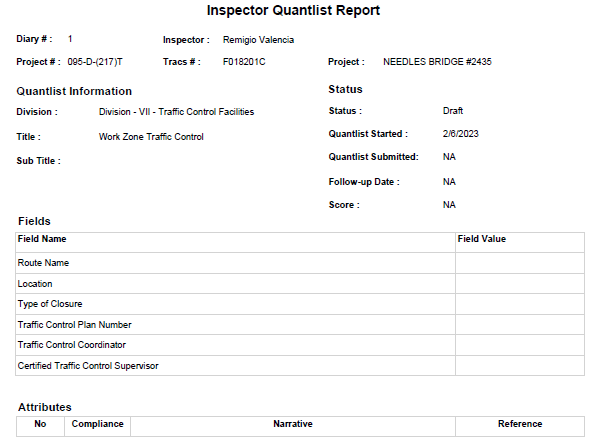 Inspector Quantlist Report
Diary # : 1 Inspector : Remigio Valencia
Project # : 095-D-(217)T Tracs # : F018201C Project : NEEDLES BRIDGE #2435
Quantlist Information Status
Division : Division - VII - Traffic Control Facilities Status : Draft
Title : Work Zone Traffic Control Quantlist Started : 2/6/2023
Sub Title : Quantlist Submitted: NA
Follow-up Date : NA
Score : NA
Fields
Field Name Field Value
Route Name
Location
Type of Closure
Traffic Control Plan Number
Traffic Control Coordinator
Certified Traffic Control Supervisor
Attributes
No Compliance Narrative Reference